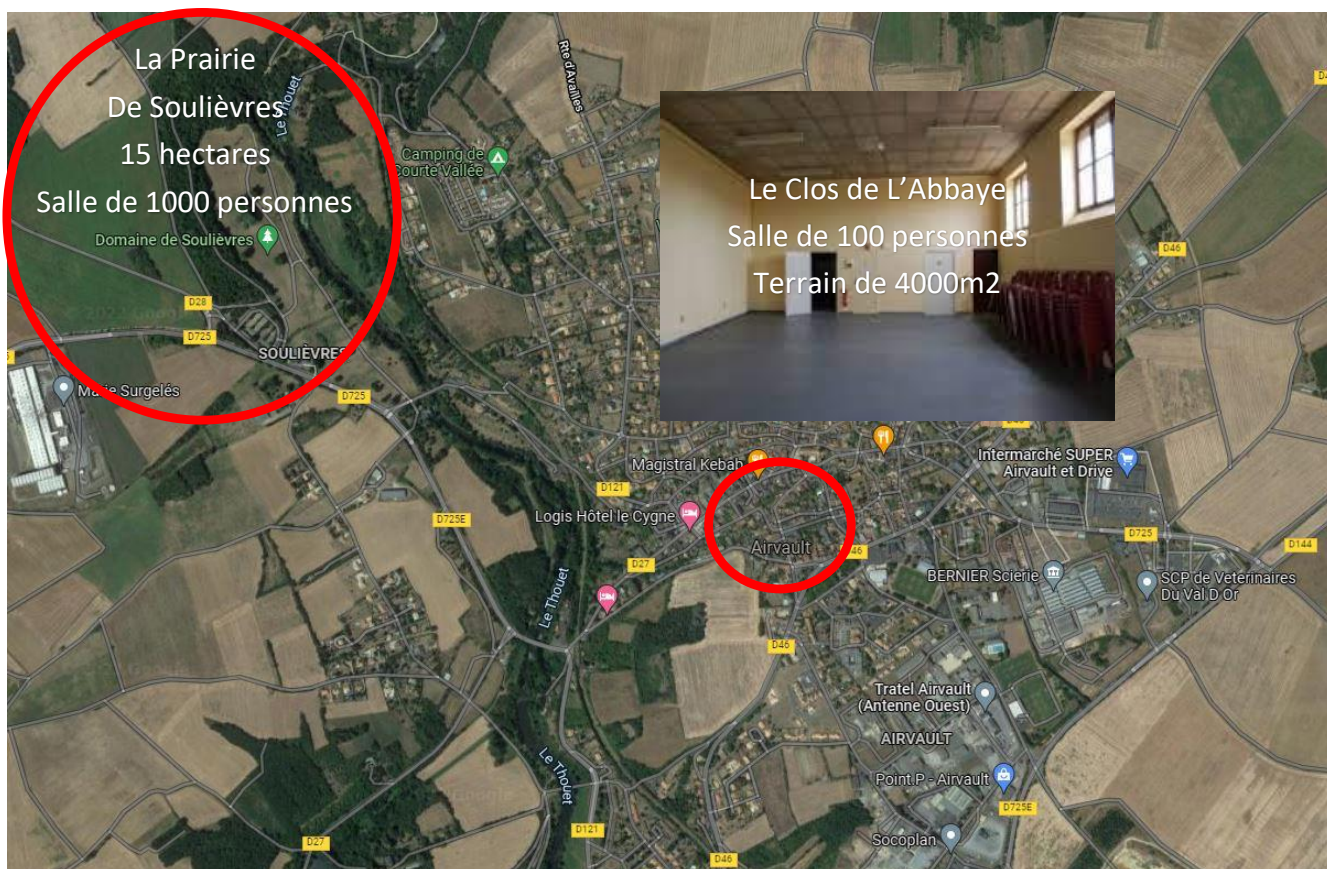 La Prairie
De Soulièvres
15 hectares
Salle de 1000 personnes
Domaine de Soulièvres
Le Thouet
Rte d'Availles
Camping de
Courte Vallée
Le Clos de L'Abbaye
Salle de 100 personnes
Terrain de 4000m2
D46
D28
D725
SOULIÈVRES
Marie Surgelés
D725
Magistral Kebab
Intermarché SUPER
Airvault et Drive
D121
Logis Hôtel le Cygne
D725E
Airvault
D46
D725
D144
D27
BERNIER Scierie
SCP de Veterinaires
Du Val D Or
Le Thouet
D46
Tratel Airvault
(Antenne Ouest)
AIRVAULT
Le Thouet
Point.P - Airvault
D725E
D121
Socoplan
D27
D46